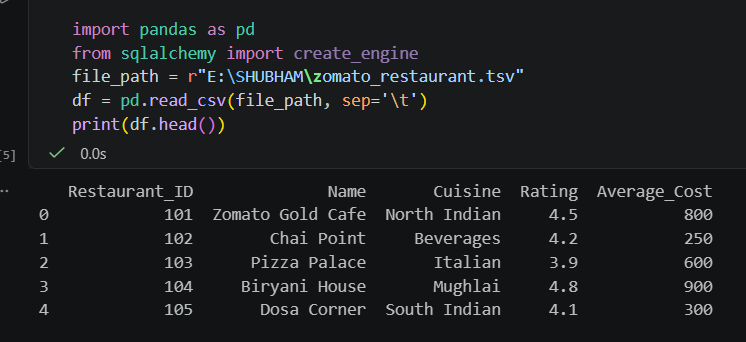 import pandas as pd
from sqlalchemy import create_engine
file_path = r"E:\SHUBHAM\zomato_restaurant.tsv"
df = pd.read_csv(file_path, sep='\t')
print(df.head())
[5]
0.0s
...
Restaurant_ID Name Cuisine Rating Average_Cost
0 101 Zomato Gold Cafe North Indian 4.5 800
1 102 Chai Point Beverages 4.2 250
2 103 Pizza Palace Italian 3.9 600
3 104 Biryani House Mughlai 4.8 900
4 105 Dosa Corner South Indian 4.1 300